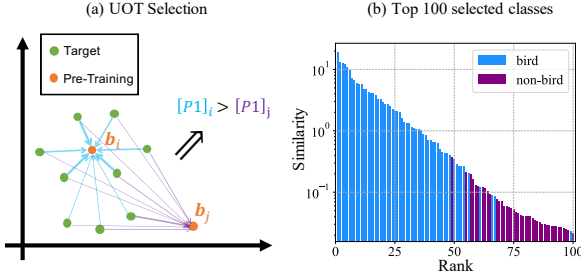 (a) UOT Selection
Target
Pre-Training
[P1]i > [P1]j
bi
bj
(b) Top 100 selected classes
bird
non-bird
Similarity
10^1
10^0
10^-1
0 25 50 75 100
Rank